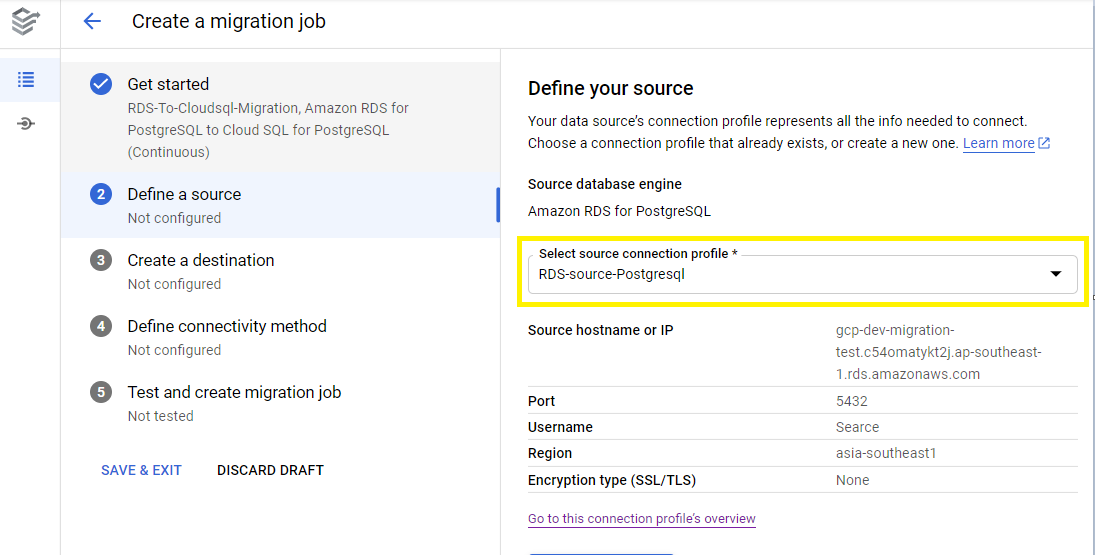 Create a migration job
Get started
RDS-To-Cloudsql-Migration, Amazon RDS for
PostgreSQL to Cloud SQL for PostgreSQL
(Continuous)
2
Define a source
Not configured
3
Create a destination
Not configured
4
Define connectivity method
Not configured
5
Test and create migration job
Not tested
SAVE & EXIT
DISCARD DRAFT
Define your source
Your data source's connection profile represents all the info needed to connect.
Choose a connection profile that already exists, or create a new one. Learn more
Source database engine
Amazon RDS for PostgreSQL
Select source connection profile *
RDS-source-Postgresql
Source hostname or IP
gcp-dev-migration-
test.c54omatykt2j.ap-southeast-
1.rds.amazonaws.com
Port
5432
Username
Searce
Region
asia-southeast1
Encryption type (SSL/TLS)
None
Go to this connection profile's overview